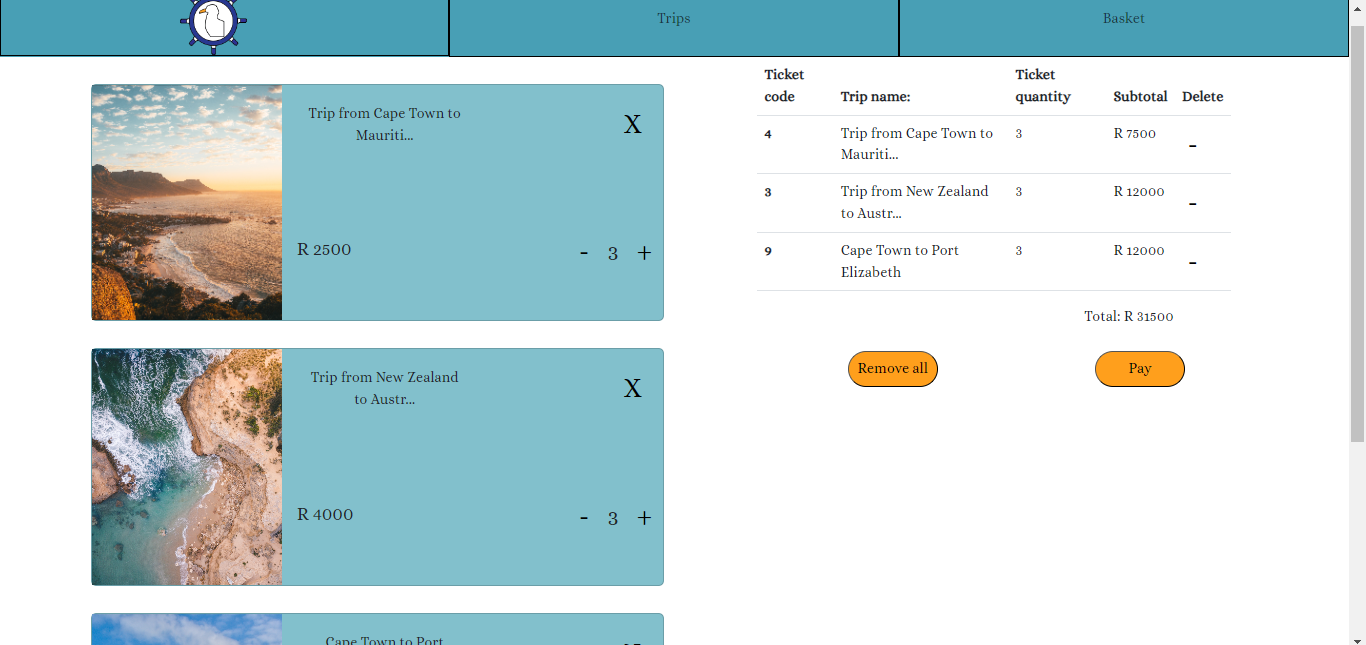 Trips
Basket
Trip from Cape Town to
Mauriti...
X
R 2500
- 3 +
Trip from New Zealand
to Austr...
X
R 4000
- 3 +
Cape Town to Port
Ticket
code
Trip name:
Ticket
quantity
Subtotal
Delete
4
Trip from Cape Town to
Mauriti...
3
R 7500
-
3
Trip from New Zealand
to Austr...
3
R 12000
-
9
Cape Town to Port
Elizabeth
3
R 12000
-
Total: R 31500
Remove all
Pay